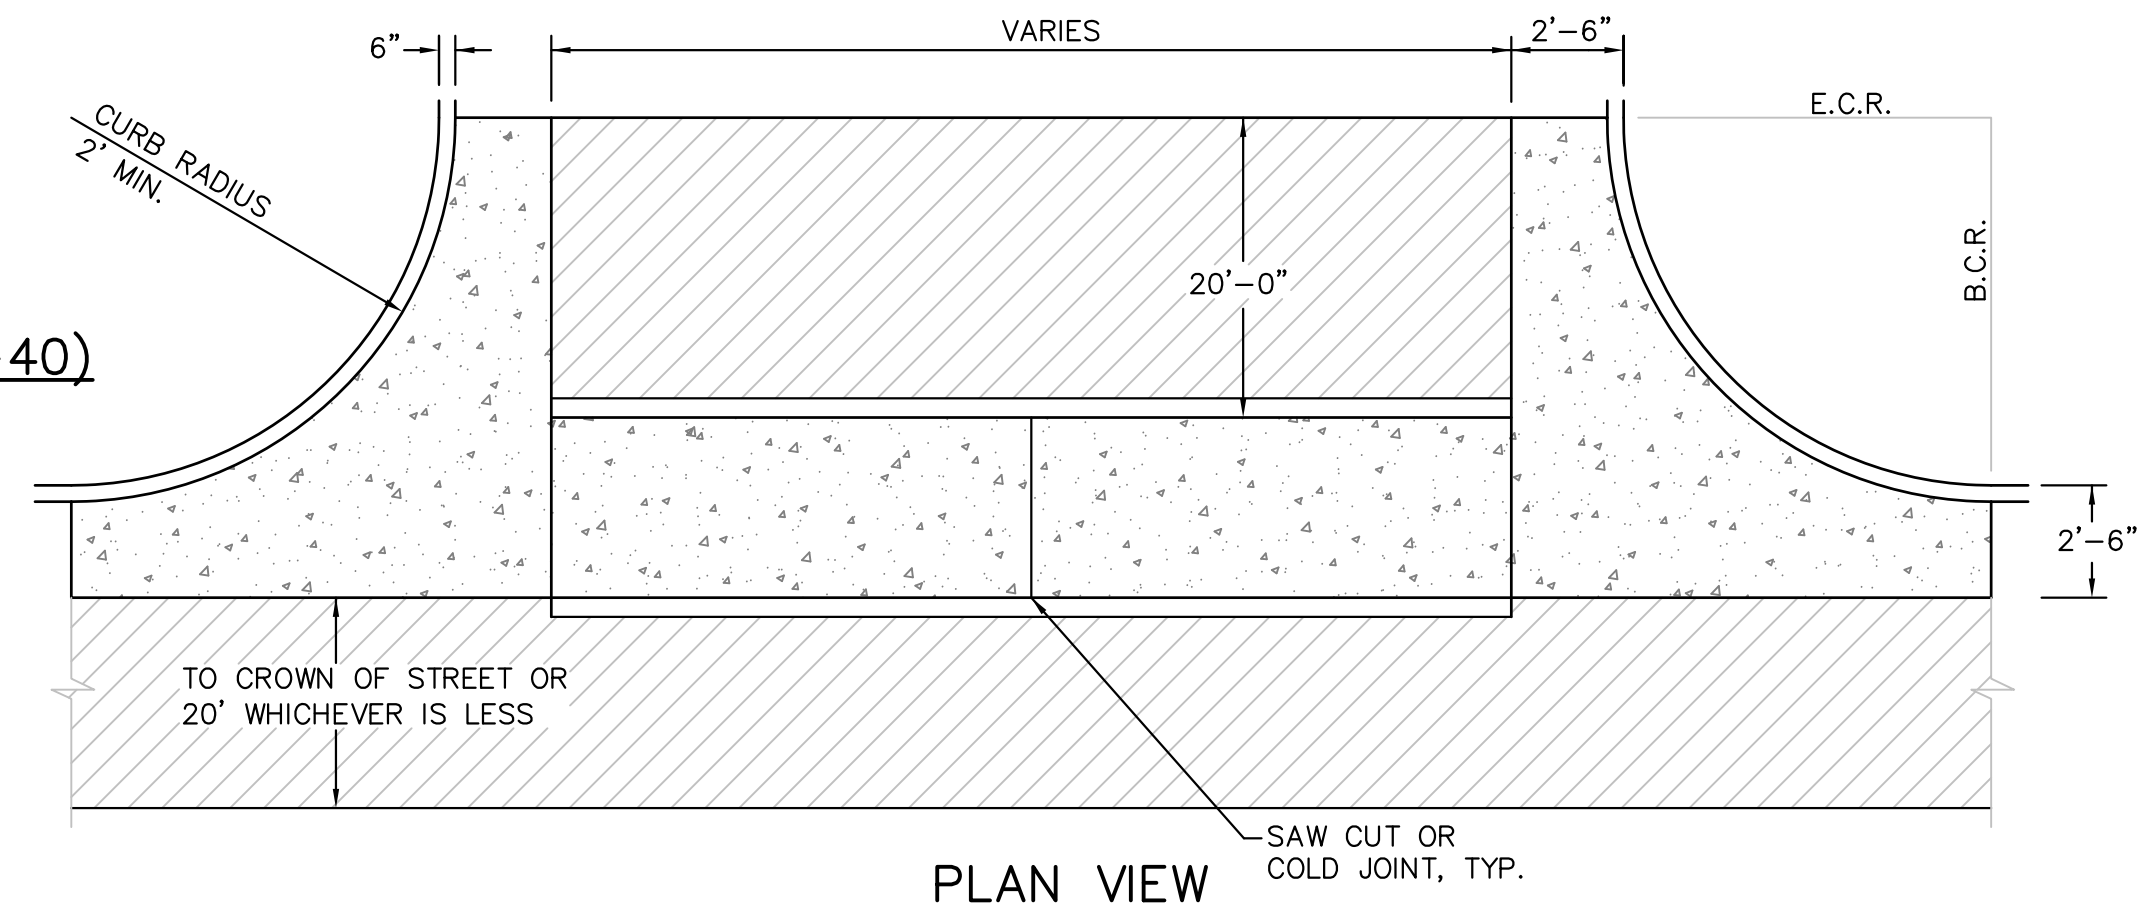 6”
VARIES
2’-6”
E.C.R.
CURB RADIUS
2’ MIN.
B.C.R.
20’-0”
40)
2’-6”
TO CROWN OF STREET OR
20’ WHICHEVER IS LESS
SAW CUT OR
COLD JOINT, TYP.
PLAN VIEW